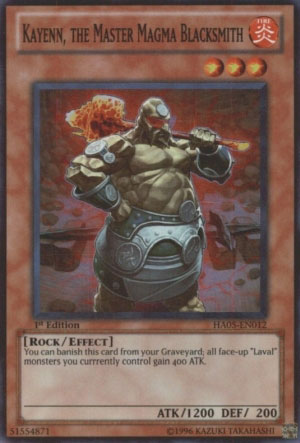 KAYENN, THE MASTER MAGMA BLACKSMITH
FIRE
炎
1st Edition
HA05-EN012
[ROCK/EFFECT]
You can banish this card from your Graveyard; all face-up "Laval"
monsters you currrently control gain 400 ATK.
ATK/1200 DEF/ 200
51554871
©1996 KAZUKI TAKAHASHI